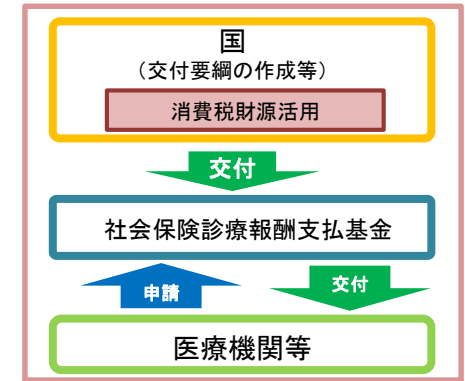 国
（交付要綱の作成等）
消費税財源活用
交付
社会保険診療報酬支払基金
申請
交付
医療機関等